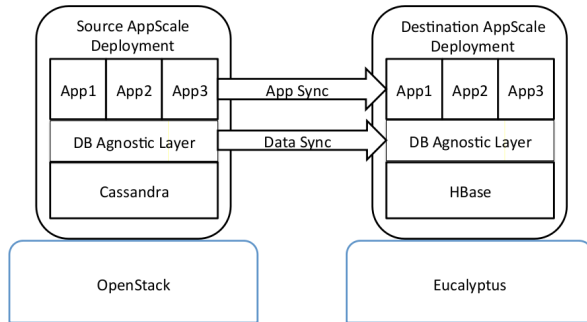 Source AppScale
Deployment
Destination AppScale
Deployment
App1 App2 App3
App Sync
App1 App2 App3
DB Agnostic Layer
Data Sync
DB Agnostic Layer
Cassandra
HBase
OpenStack
Eucalyptus